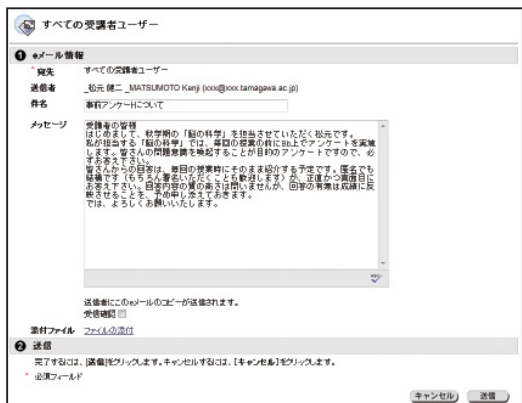 すべての受講者ユーザー
1 eメール情報
* 宛先 すべての受講者ユーザー
送信者 _松元 健二 _MATSUMOTO Kenji (xxx@xxx.tamagawa.ac.jp)
件名 事前アンケートについて
メッセージ 受講者の皆様
はじめまして、秋学期の「脳の科学」を担当させていただく松元です。
私が担当する「脳の科学」では、毎回の授業の前にBb上でアンケートを実施
します。皆さんの問題意識を喚起することが目的のアンケートですので、必
ずお答え下さい。
皆さんからの回答は、毎回の授業時にそのまま紹介する予定です。匿名でも
結構です（もちろん署名いただくことも歓迎します）が、正直かつ真面目に
お答え下さい。回答内容の質の高さは問いませんが、回答の有無は成績に反
映させることを、予め申し添えておきます。
では、よろしくお願いいたします。
送信者にこのeメールのコピーが送信されます。
受信確認
添付ファイル ファイルの添付
2 送信
完了するには、[送信]をクリックします。キャンセルするには、[キャンセル]をクリックします。
* 必須フィールド
キャンセル 送信